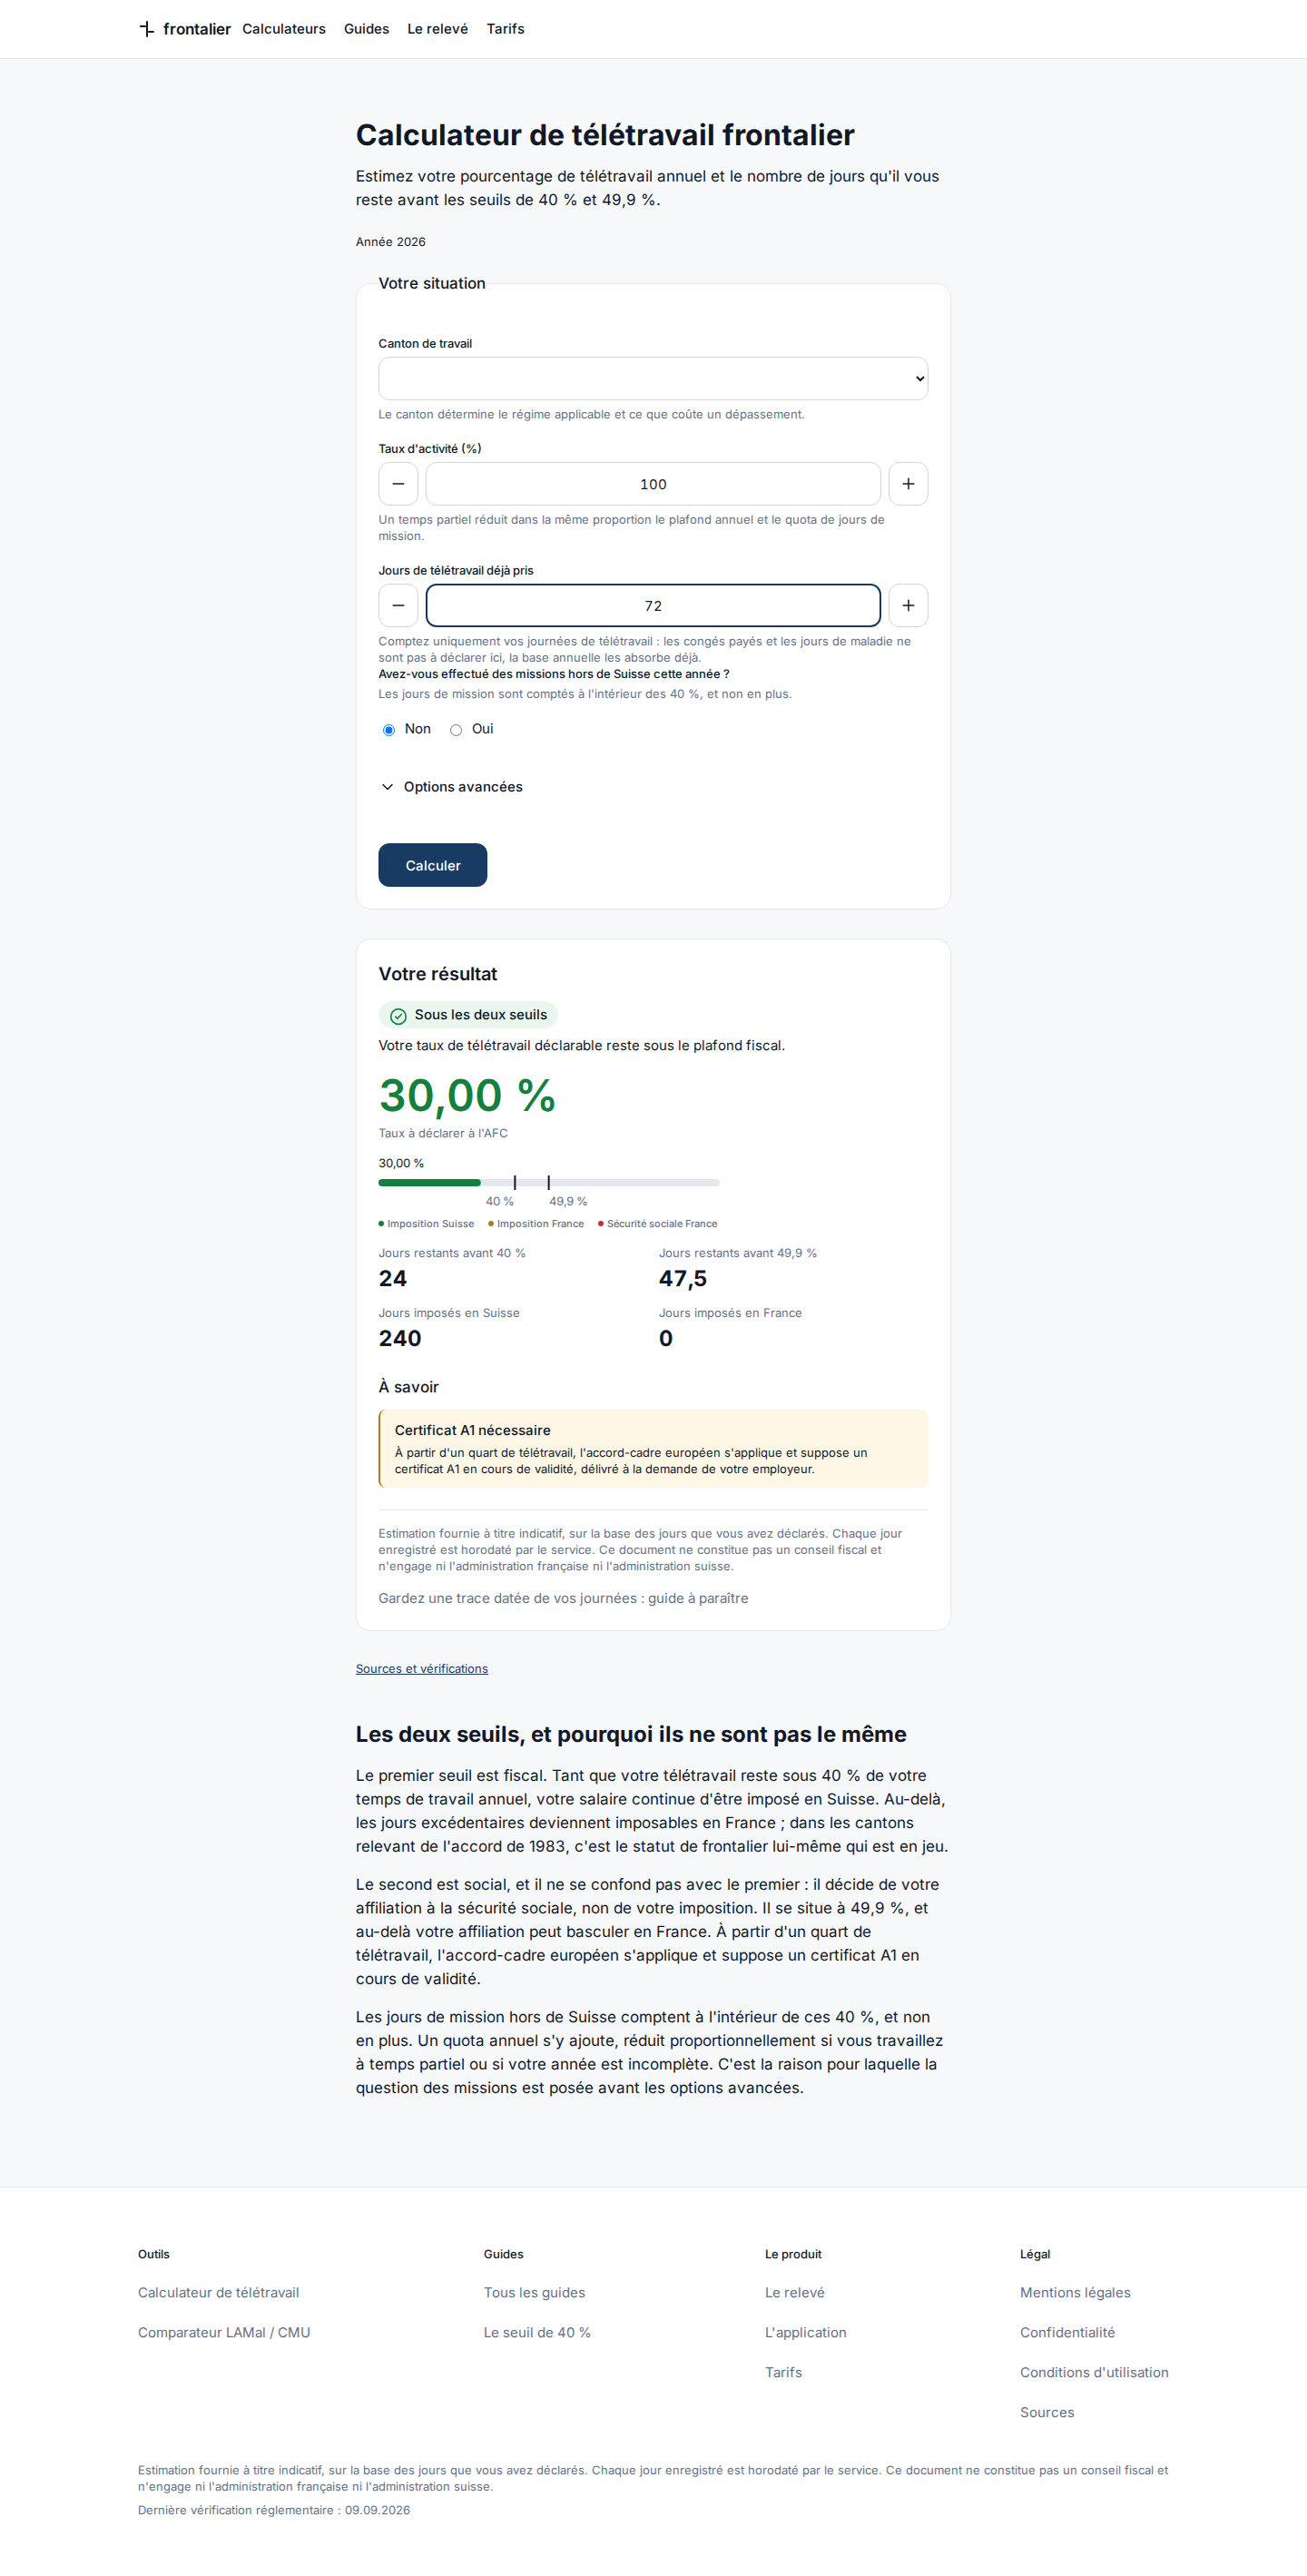 frontalier Calculateurs Guides Le relevé Tarifs
Calculateur de télétravail frontalier
Estimez votre pourcentage de télétravail annuel et le nombre de jours qu'il vous
reste avant les seuils de 40 % et 49,9 %.
Année 2026
Votre situation
Canton de travail
Le canton détermine le régime applicable et ce que coûte un dépassement.
Taux d'activité (%)
100
Un temps partiel réduit dans la même proportion le plafond annuel et le quota de jours de
mission.
Jours de télétravail déjà pris
72
Comptez uniquement vos journées de télétravail : les congés payés et les jours de maladie ne
sont pas à déclarer ici, la base annuelle les absorbe déjà.
Avez-vous effectué des missions hors de Suisse cette année ?
Les jours de mission sont comptés à l'intérieur des 40 %, et non en plus.
Non Oui
Options avancées
Calculer
Votre résultat
Sous les deux seuils
Votre taux de télétravail déclarable reste sous le plafond fiscal.
30,00 %
Taux à déclarer à l'AFC
30,00 %
40 % 49,9 %
Imposition Suisse Imposition France Sécurité sociale France
Jours restants avant 40 % Jours restants avant 49,9 %
24 47,5
Jours imposés en Suisse Jours imposés en France
240 0
À savoir
Certificat A1 nécessaire
À partir d'un quart de télétravail, l'accord-cadre européen s'applique et suppose un
certificat A1 en cours de validité, délivré à la demande de votre employeur.
Estimation fournie à titre indicatif, sur la base des jours que vous avez déclarés. Chaque jour
enregistré est horodaté par le service. Ce document ne constitue pas un conseil fiscal et
n'engage ni l'administration française ni l'administration suisse.
Gardez une trace datée de vos journées : guide à paraître
Sources et vérifications
Les deux seuils, et pourquoi ils ne sont pas le même
Le premier seuil est fiscal. Tant que votre télétravail reste sous 40 % de votre
temps de travail annuel, votre salaire continue d'être imposé en Suisse. Au-delà,
les jours excédentaires deviennent imposables en France ; dans les cantons
relevant de l'accord de 1983, c'est le statut de frontalier lui-même qui est en jeu.
Le second est social, et il ne se confond pas avec le premier : il décide de votre
affiliation à la sécurité sociale, non de votre imposition. Il se situe à 49,9 %, et
au-delà votre affiliation peut basculer en France. À partir d'un quart de
télétravail, l'accord-cadre européen s'applique et suppose un certificat A1 en
cours de validité.
Les jours de mission hors de Suisse comptent à l'intérieur de ces 40 %, et non
en plus. Un quota annuel s'y ajoute, réduit proportionnellement si vous travaillez
à temps partiel ou si votre année est incomplète. C'est la raison pour laquelle la
question des missions est posée avant les options avancées.
Outils Guides Le produit Légal
Calculateur de télétravail Tous les guides Le relevé Mentions légales
Comparateur LAMal / CMU Le seuil de 40 % L'application Confidentialité
Tarifs Conditions d'utilisation
Sources
Estimation fournie à titre indicatif, sur la base des jours que vous avez déclarés. Chaque jour enregistré est horodaté par le service. Ce document ne constitue pas un conseil fiscal et
n'engage ni l'administration française ni l'administration suisse.
Dernière vérification réglementaire : 09.09.2026